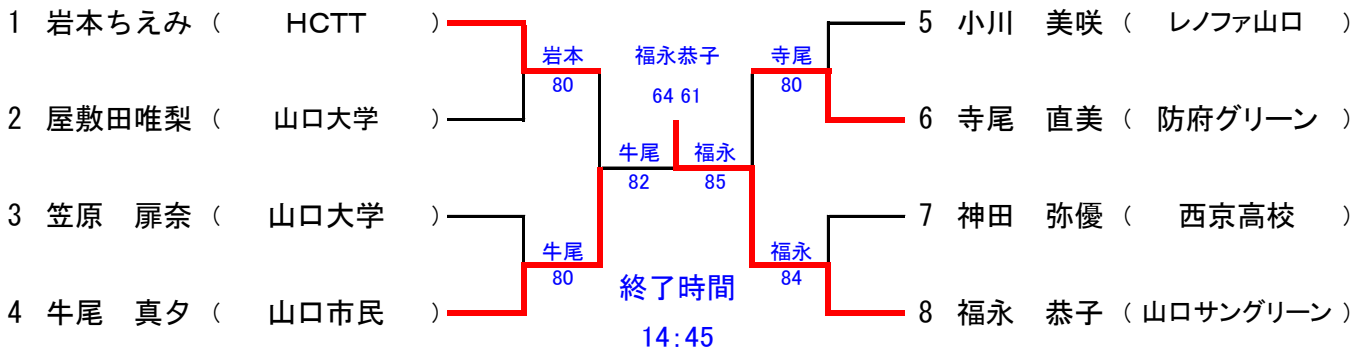 1 岩本ちえみ （ HCTT ）
2 屋敷田唯梨 （ 山口大学 ）
3 笠原 扉奈 （ 山口大学 ）
4 牛尾 真夕 （ 山口市民 ）
岩本
80
牛尾
80
牛尾
82
福永恭子
64 61
福永
85
終了時間
14:45
寺尾
80
福永
84
5 小川 美咲 （ レノファ山口 ）
6 寺尾 直美 （ 防府グリーン ）
7 神田 弥優 （ 西京高校 ）
8 福永 恭子 （ 山口サングリーン ）